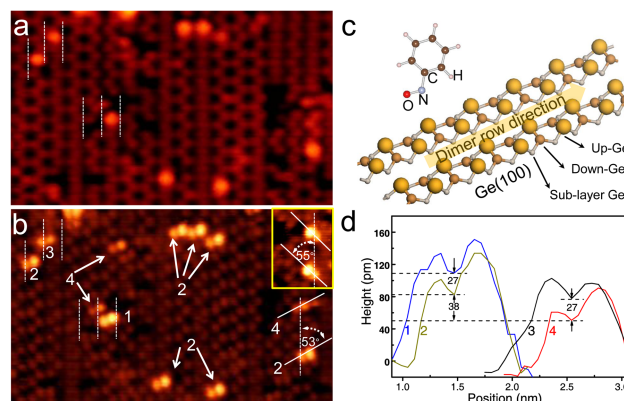 a
b
3
2
4
1
2
2
55°
4
2
53°
c
C
H
O
N
Dimer row direction
Ge(100)
Up-Ge
Down-Ge
Sub-layer Ge
d
Height (pm)
160
120
80
40
0
27
38
27
1
2
3
4
1.0
1.5
2.0
2.5
3.0
Position (nm)